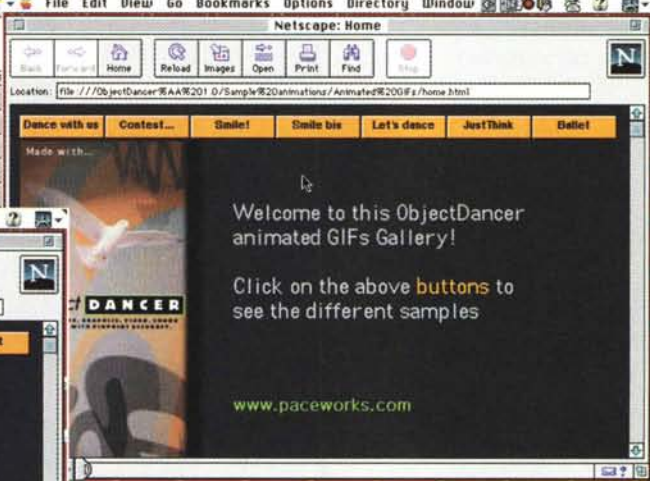 File Edit View Go Bookmarks Options Directory Window
Netscape: Home
Back Forward Home Reload Images Open Print Find Stop
N
Location: file:///ObjectDancer%AA%201.0/Sample%20animations/Animated%20GIFs/home.html
Dance with us Contest... Smile! Smile bis Let's dance JustThink Ballet
Made with...
Welcome to this ObjectDancer
animated GIFs Gallery!
Click on the above buttons to
see the different samples
DANCER
WITH PINPOINT ACCURACY.
www.paceworks.com
N